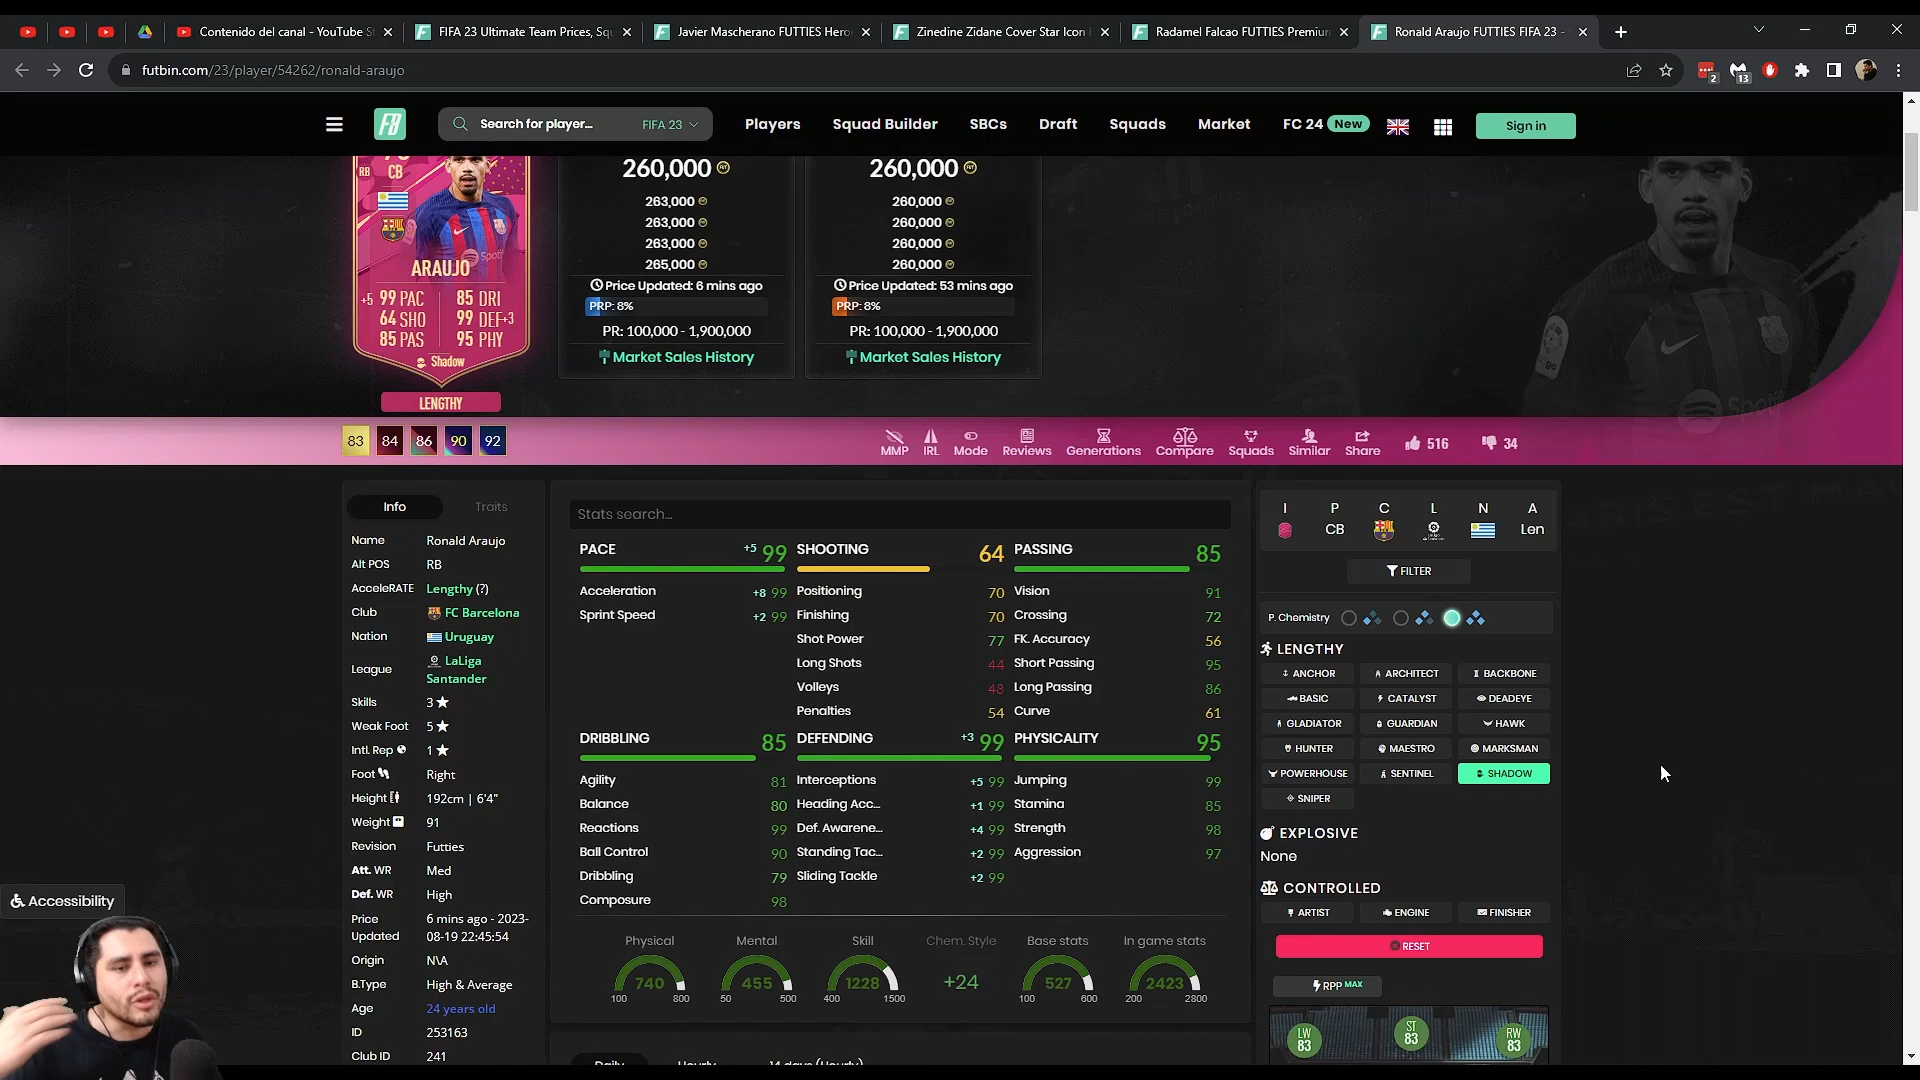 Contenido del canal - YouTube S
FIFA 23 Ultimate Team Prices, Squ
Javier Mascherano FUTTIES Hero
Zinedine Zidane Cover Star Icon
Radamel Falcao FUTTIES Premium
Ronald Araujo FUTTIES FIFA 23 -
futbin.com/23/player/54262/ronald-araujo
2
13
FB
Search for player...
FIFA 23
Players
Squad Builder
SBCs
Draft
Squads
Market
FC 24 New
Sign in
RB
CB
ARAUJO
+5 99 PAC
85 DRI
64 SHO
99 DEF+3
85 PAS
95 PHY
Shadow
LENGTHY
260,000
263,000
263,000
263,000
265,000
Price Updated: 6 mins ago
PRP: 8%
PR: 100,000 - 1,900,000
Market Sales History
260,000
260,000
260,000
260,000
260,000
Price Updated: 53 mins ago
PRP: 8%
PR: 100,000 - 1,900,000
Market Sales History
83 84 86 90 92
MMP
IRL
Mode
Reviews
Generations
Compare
Squads
Similar
Share
516
34
Info
Traits
Name Ronald Araujo
Alt POS RB
AcceleRATE Lengthy (?)
Club FC Barcelona
Nation Uruguay
League LaLiga
Santander
Skills 3
Weak Foot 5
Intl. Rep 1
Foot Right
Height 192cm | 6'4"
Weight 91
Revision Futties
Att. WR Med
Def. WR High
Price
Updated
6 mins ago - 2023-
08-19 22:45:54
Origin N\A
B.Type High & Average
Age 24 years old
ID 253163
Club ID 241
Stats search...
PACE +5 99
Acceleration +8 99
Sprint Speed +2 99
SHOOTING 64
Positioning 70
Finishing 70
Shot Power 77
Long Shots 44
Volleys 48
Penalties 54
PASSING 85
Vision 91
Crossing 72
FK. Accuracy 56
Short Passing 95
Long Passing 86
Curve 61
DRIBBLING 85
Agility 81
Balance 80
Reactions 99
Ball Control 90
Dribbling 79
Composure 98
DEFENDING +3 99
Interceptions +5 99
Heading Acc... +1 99
Def. Awarene... +4 99
Standing Tac... +2 99
Sliding Tackle +2 99
PHYSICALITY 95
Jumping 99
Stamina 85
Strength 98
Aggression 97
Physical
740
100 800
Mental
455
50 500
Skill
1228
400 1500
Chem. Style
+24
Base stats
527
100 600
In game stats
2423
200 2800
Daily
Hourly
14 days (Hourly)
I P C L N A
CB
Len
FILTER
P. Chemistry
LENGTHY
ANCHOR
ARCHITECT
BACKBONE
BASIC
CATALYST
DEADEYE
GLADIATOR
GUARDIAN
HAWK
HUNTER
MAESTRO
MARKSMAN
POWERHOUSE
SENTINEL
SHADOW
SNIPER
EXPLOSIVE
None
CONTROLLED
ARTIST
ENGINE
FINISHER
RESET
RPP MAX
LW
83
ST
83
RW
83
Accessibility